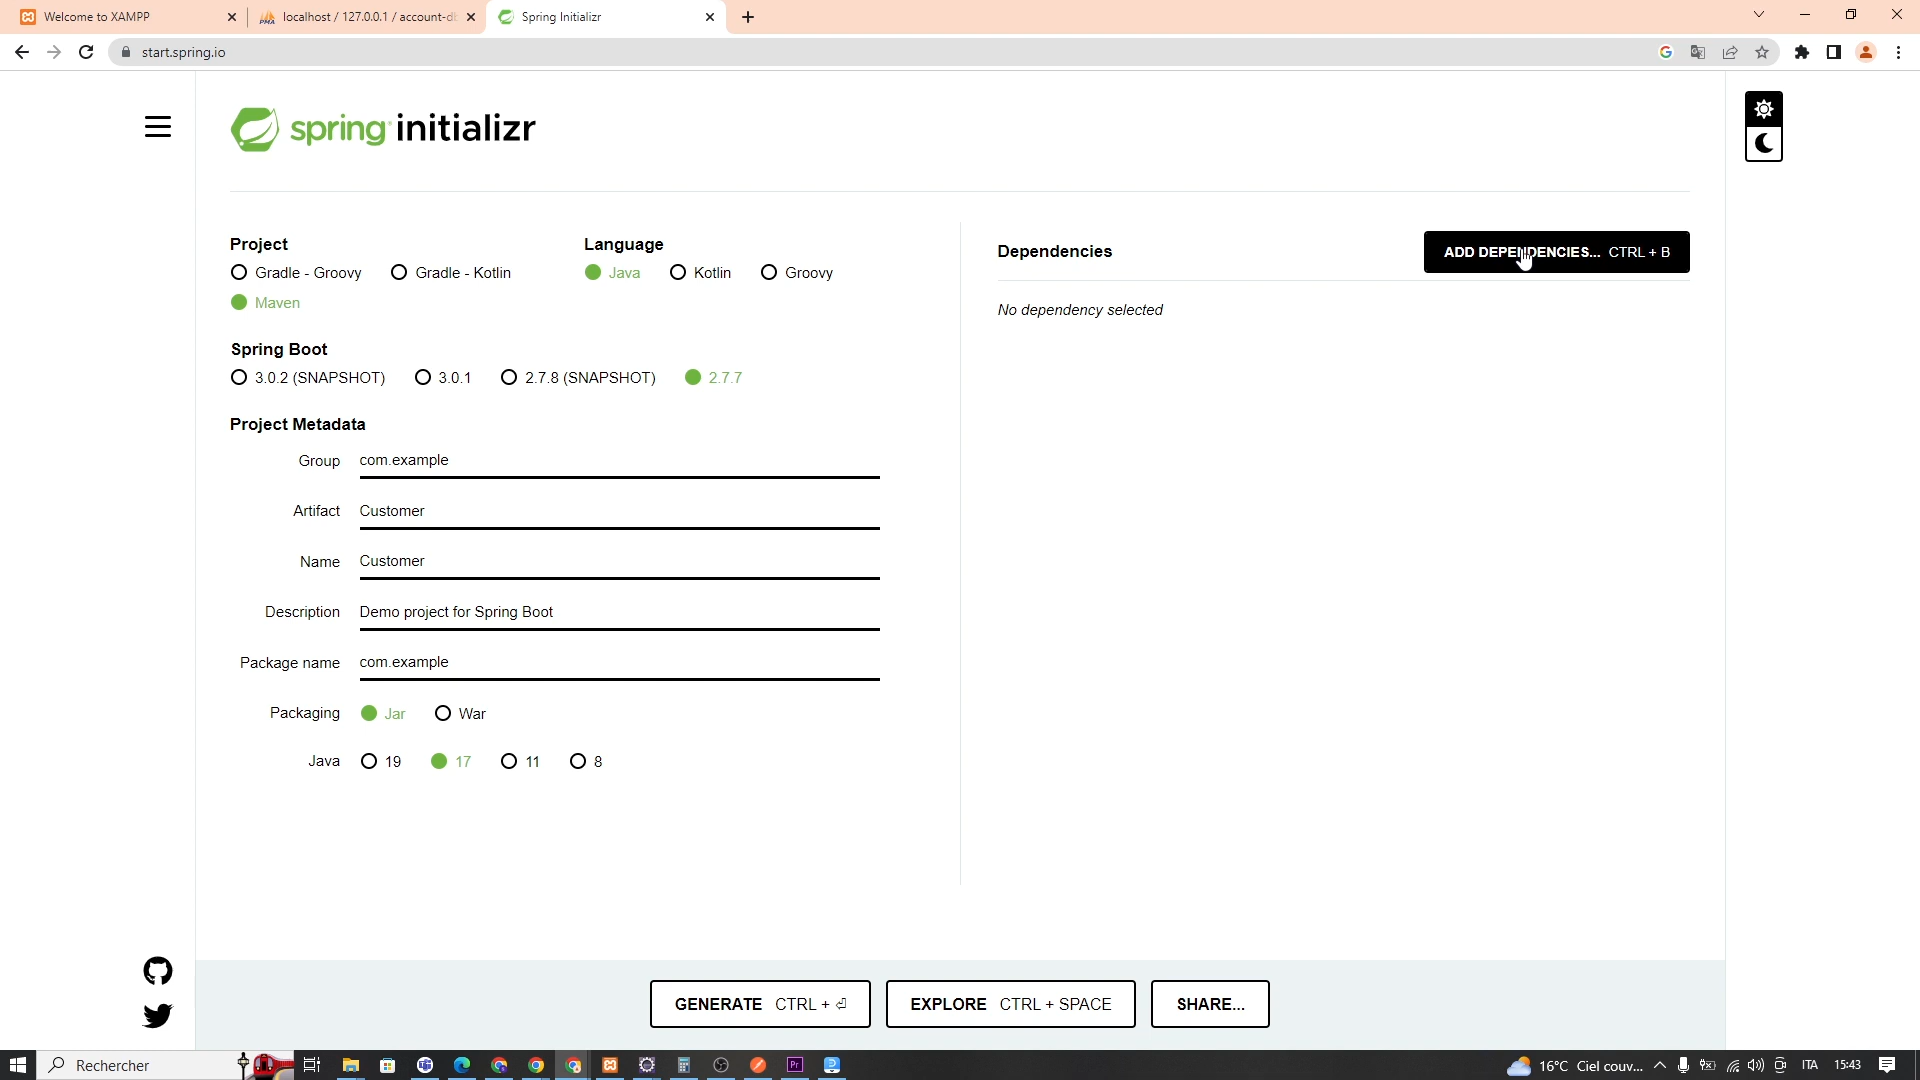 Welcome to XAMPP
localhost / 127.0.0.1 / account-db
Spring Initializr
start.spring.io
spring initializr
Project
Gradle - Groovy
Gradle - Kotlin
Maven
Language
Java
Kotlin
Groovy
Spring Boot
3.0.2 (SNAPSHOT)
3.0.1
2.7.8 (SNAPSHOT)
2.7.7
Project Metadata
Group com.example
Artifact Customer
Name Customer
Description Demo project for Spring Boot
Package name com.example
Packaging Jar War
Java 19 17 11 8
Dependencies
ADD DEPENDENCIES... CTRL + B
No dependency selected
GENERATE CTRL + ⏎
EXPLORE CTRL + SPACE
SHARE...
Rechercher
16°C Ciel couv...
ITA
15:43